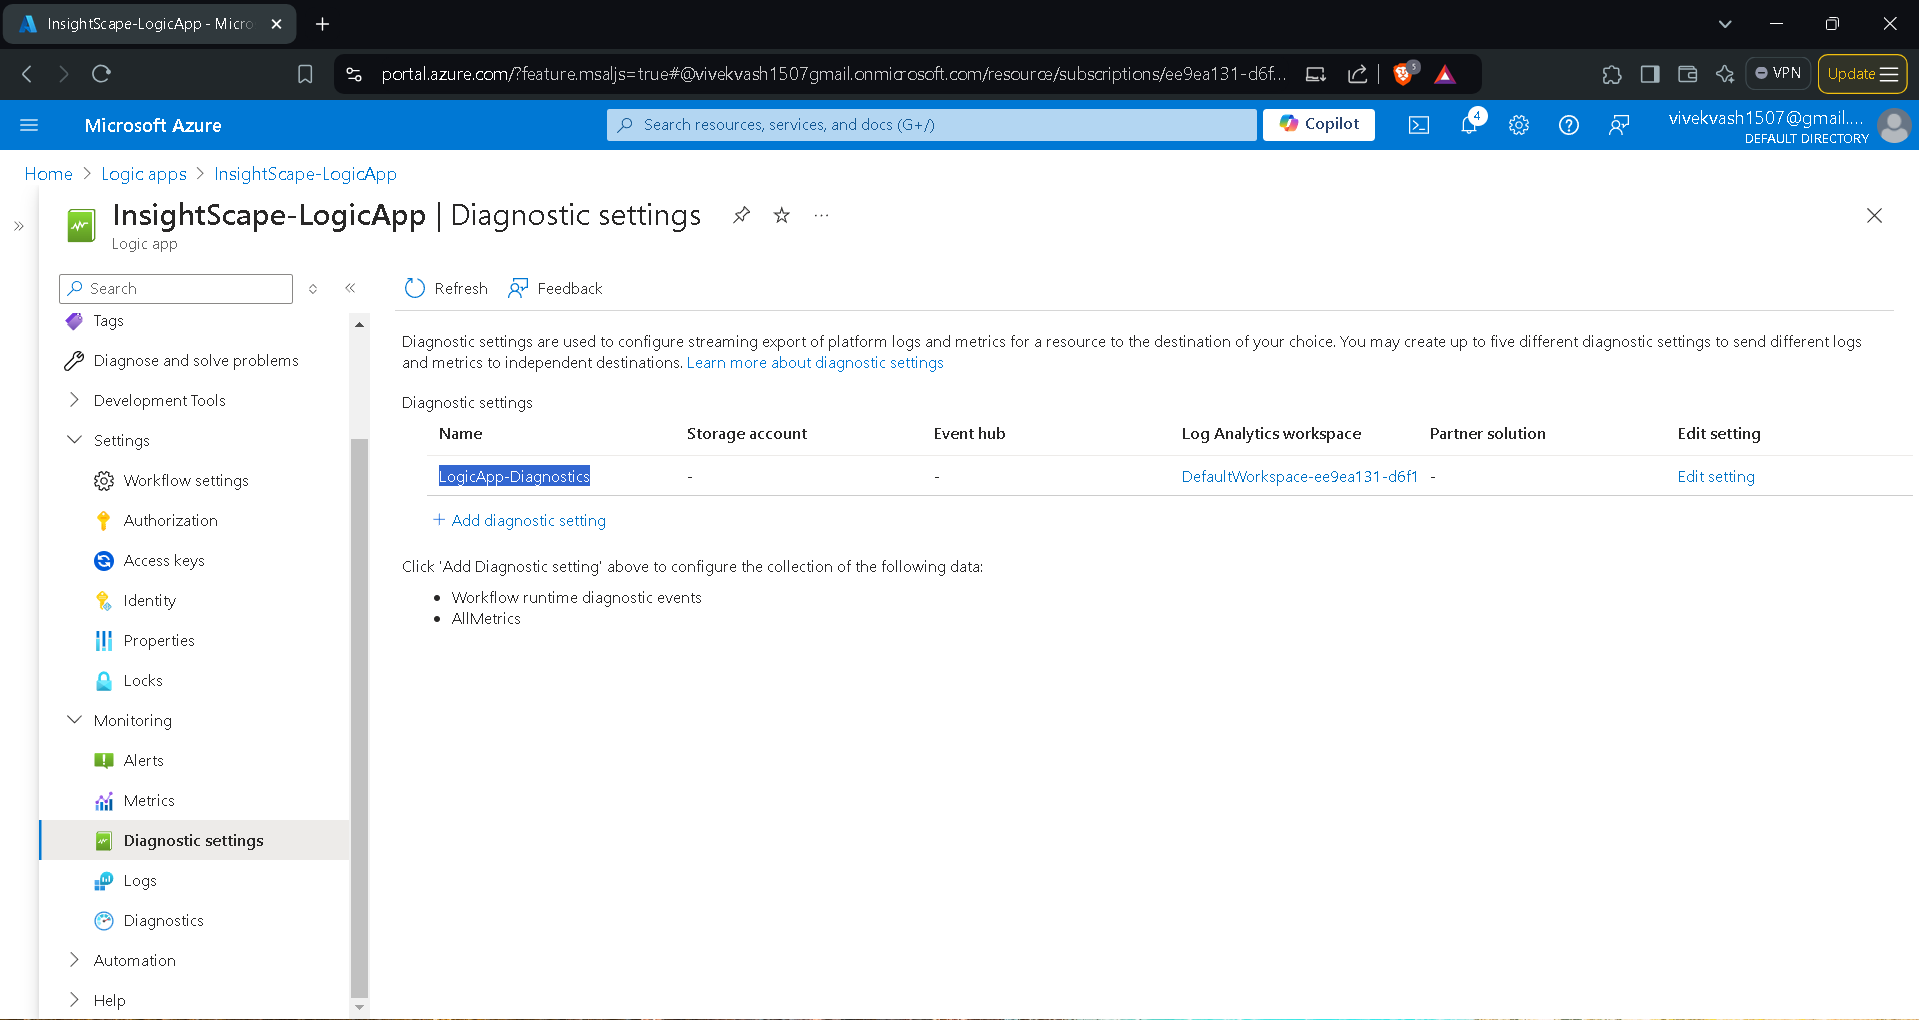 InsightScape-LogicApp - Micro
portal.azure.com/?feature.msaljs=true#@vivekvash1507gmail.onmicrosoft.com/resource/subscriptions/ee9ea131-d6f...
5
VPN
Update
Microsoft Azure
Search resources, services, and docs (G+/)
Copilot
4
vivekvash1507@gmail....
DEFAULT DIRECTORY
Home > Logic apps > InsightScape-LogicApp
InsightScape-LogicApp | Diagnostic settings
Logic app
Search
Refresh
Feedback
Tags
Diagnose and solve problems
Development Tools
Settings
Workflow settings
Authorization
Access keys
Identity
Properties
Locks
Monitoring
Alerts
Metrics
Diagnostic settings
Logs
Diagnostics
Automation
Help
Diagnostic settings are used to configure streaming export of platform logs and metrics for a resource to the destination of your choice. You may create up to five different diagnostic settings to send different logs
and metrics to independent destinations. Learn more about diagnostic settings
Diagnostic settings
Name Storage account Event hub Log Analytics workspace Partner solution Edit setting
LogicApp-Diagnostics - - DefaultWorkspace-ee9ea131-d6f1 - Edit setting
+ Add diagnostic setting
Click 'Add Diagnostic setting' above to configure the collection of the following data:
• Workflow runtime diagnostic events
• AllMetrics